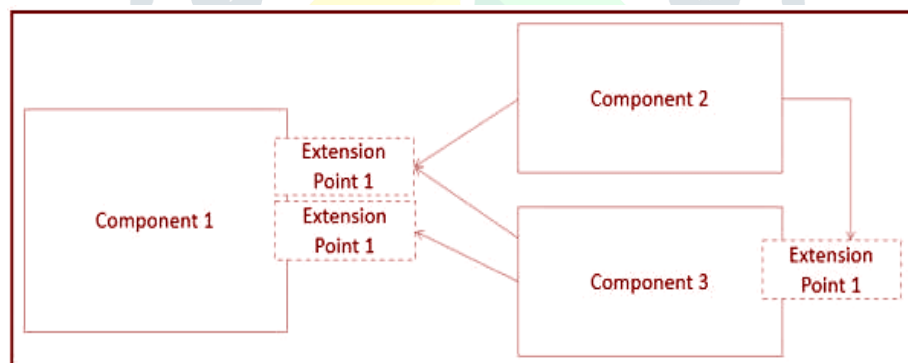 Component 2
Extension
Point 1
Component 1
Extension
Point 1
Component 3
Extension
Point 1